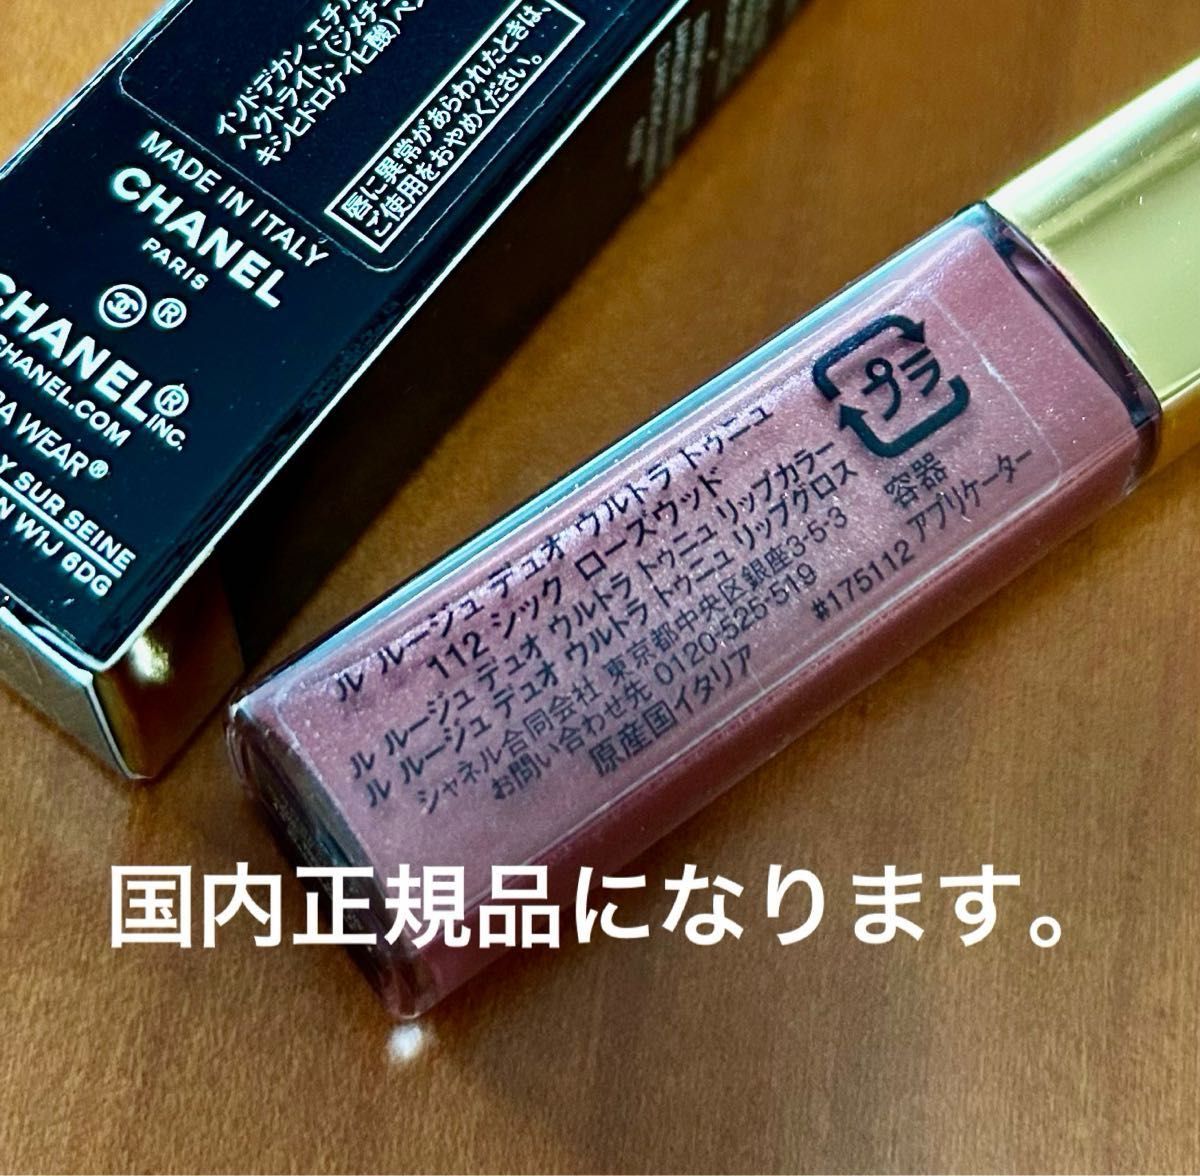 インドデカン、エチル
ヘクトライト、(ジメチ
キシヒドロケイヒ酸)ペ
唇に異常があらわれたときは、
ご使用をおやめください。
MADE IN ITALY
CHANEL
PARIS
®
CHANEL®
INC.
CHANEL.COM
RA WEAR®
Y SUR SEINE
N W1J 6DG
プラ
容器
アプリケーター
ル ルージュ デュオ ウルトラ トゥニュ
112 シック ローズウッド
ル ルージュ デュオ ウルトラ トゥニュ リップカラー
ル ルージュ デュオ ウルトラ トゥニュ リップグロス
シャネル合同会社 東京都中央区銀座3-5-3
お問い合わせ先 0120-525-519
原産国イタリア
#175112
国内正規品になります。